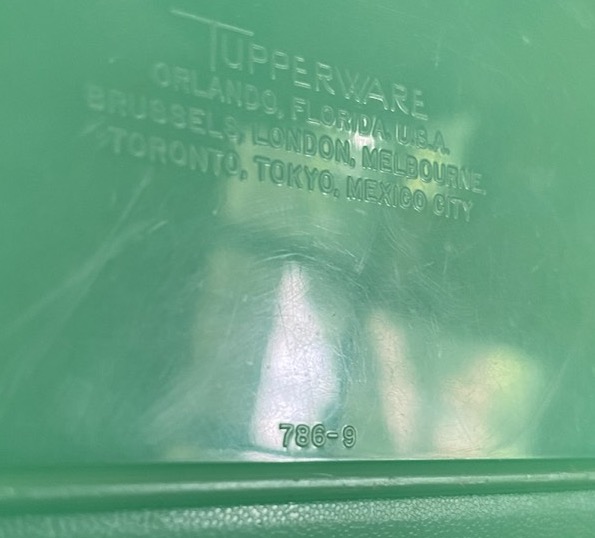 TUPPERWARE
ORLANDO, FLORIDA U.S.A.
BRUSSELS, LONDON, MELBOURNE,
TORONTO, TOKYO, MEXICO CITY
786-9